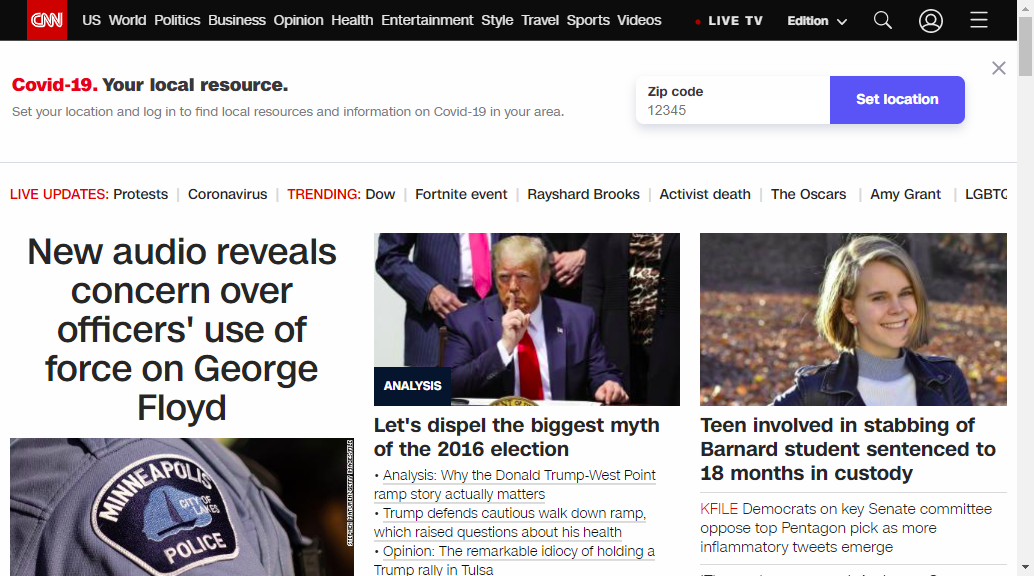 CNN US World Politics Business Opinion Health Entertainment Style Travel Sports Videos LIVE TV Edition
Covid-19. Your local resource.
Set your location and log in to find local resources and information on Covid-19 in your area.
Zip code
12345
Set location
LIVE UPDATES: Protests | Coronavirus | TRENDING: Dow | Fortnite event | Rayshard Brooks | Activist death | The Oscars | Amy Grant | LGBTQ
New audio reveals
concern over
officers' use of
force on George
Floyd
MINNEAPOLIS
CITY OF
LAKES
POLICE
ANALYSIS
Let's dispel the biggest myth
of the 2016 election
• Analysis: Why the Donald Trump-West Point
ramp story actually matters
• Trump defends cautious walk down ramp,
which raised questions about his health
• Opinion: The remarkable idiocy of holding a
Trump rally in Tulsa
Teen involved in stabbing of
Barnard student sentenced to
18 months in custody
KFILE Democrats on key Senate committee
oppose top Pentagon pick as more
inflammatory tweets emerge